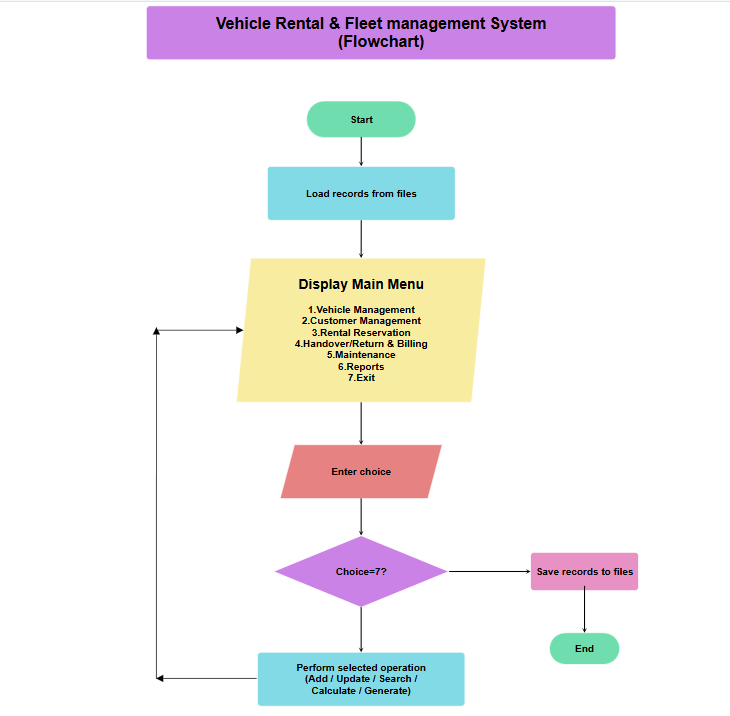 Vehicle Rental & Fleet management System
(Flowchart)
Start
Load records from files
Display Main Menu
1.Vehicle Management
2.Customer Management
3.Rental Reservation
4.Handover/Return & Billing
5.Maintenance
6.Reports
7.Exit
Enter choice
Choice=7?
Save records to files
End
Perform selected operation
(Add / Update / Search /
Calculate / Generate)